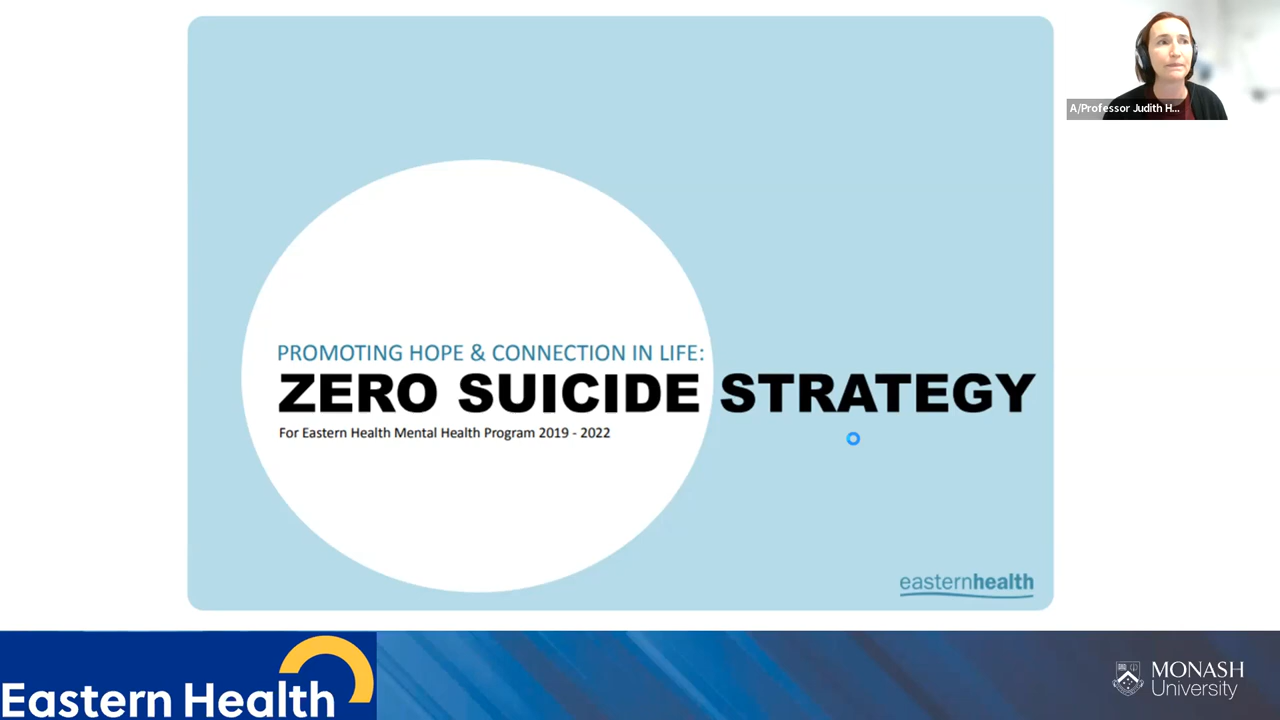 A/Professor Judith H...
PROMOTING HOPE & CONNECTION IN LIFE:
ZERO SUICIDE STRATEGY
For Eastern Health Mental Health Program 2019 - 2022
easternhealth
Eastern Health
MONASH
University